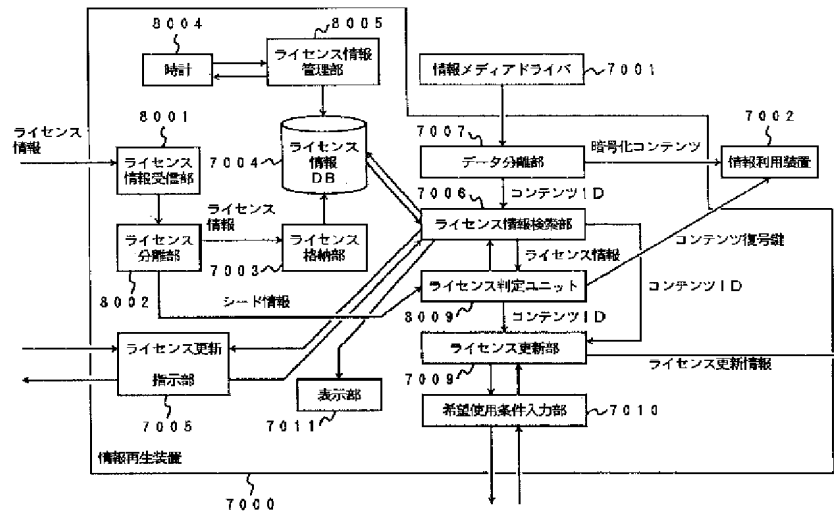 8004
8005
時計
ライセンス情報
管理部
情報メディアドライバ
7001
ライセンス
情報
8001
ライセンス
情報受信部
7004
ライセンス
情報
DB
7007
データ分離部
暗号化コンテンツ
7002
情報利用装置
7006
コンテンツID
ライセンス情報検索部
ライセンス
情報
ライセンス
分離部
8002
7003
ライセンス
格納部
ライセンス情報
コンテンツ復号鍵
シード情報
ライセンス判定ユニット
8009
コンテンツID
コンテンツID
ライセンス更新
指示部
7005
ライセンス更新部
7009
ライセンス更新情報
表示部
7011
希望使用条件入力部
7010
情報再生装置
7000